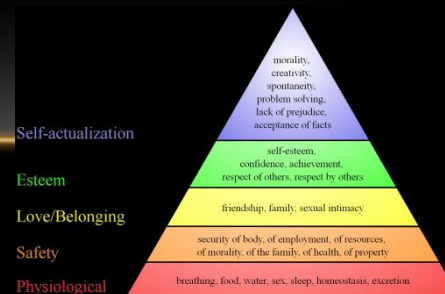 morality,
creativity,
spontaneity,
problem solving,
lack of prejudice,
acceptance of facts
Self-actualization
self-esteem,
confidence, achievement,
respect of others, respect by others
Esteem
friendship, family, sexual intimacy
Love/Belonging
security of body, of employment, of resources,
of morality, of the family, of health, of property
Safety
breathing, food, water, sex, sleep, homeostasis, excretion
Physiological